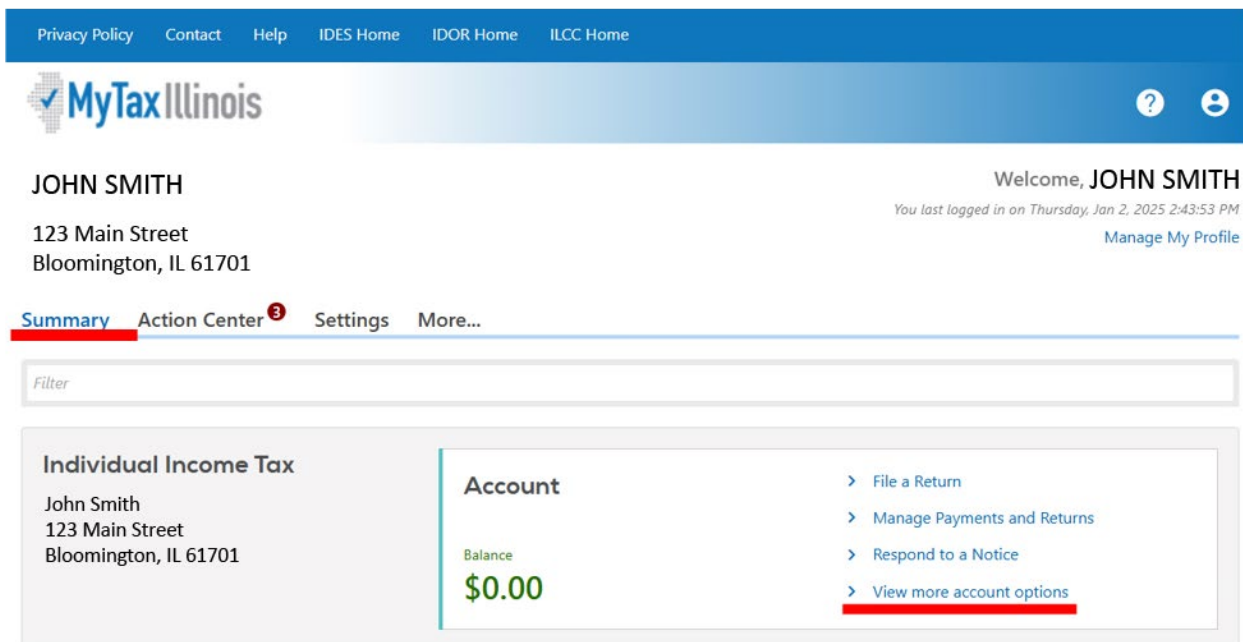 Privacy Policy Contact Help IDES Home IDOR Home ILCC Home
MyTax Illinois
?
JOHN SMITH
Welcome, JOHN SMITH
You last logged in on Thursday, Jan 2, 2025 2:43:53 PM
123 Main Street
Manage My Profile
Bloomington, IL 61701
Summary Action Center 3 Settings More...
Filter
Individual Income Tax
John Smith
123 Main Street
Bloomington, IL 61701
Account
Balance
$0.00
File a Return
Manage Payments and Returns
Respond to a Notice
View more account options